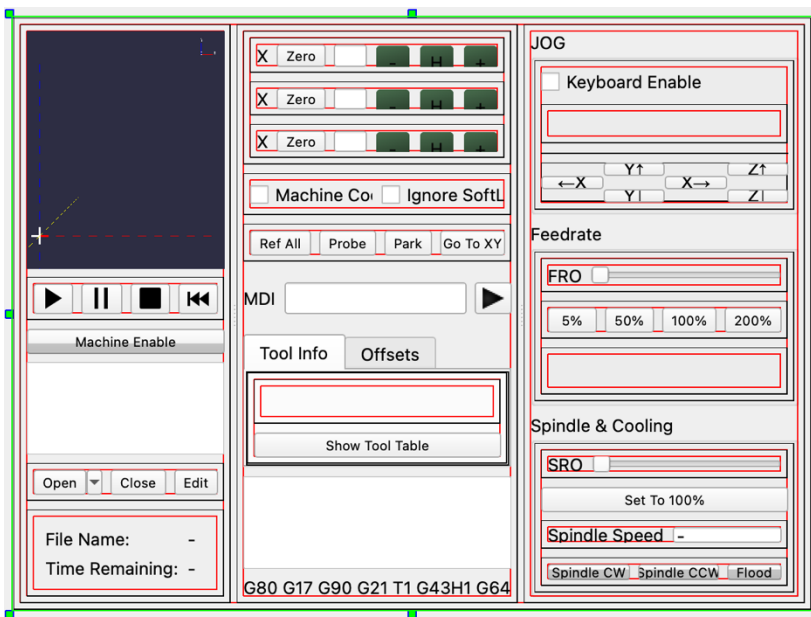 X Zero - H +
X Zero - H +
X Zero - H +
Machine Co Ignore SoftL
Ref All Probe Park Go To XY
MDI
Tool Info Offsets
Show Tool Table
G80 G17 G90 G21 T1 G43H1 G64
Machine Enable
Open Close Edit
File Name: -
Time Remaining: -
JOG
Keyboard Enable
←X Y↑ X→ Z↑
Y Z
Feedrate
FRO
5% 50% 100% 200%
Spindle & Cooling
SRO
Set To 100%
Spindle Speed -
Spindle CW Spindle CCW Flood